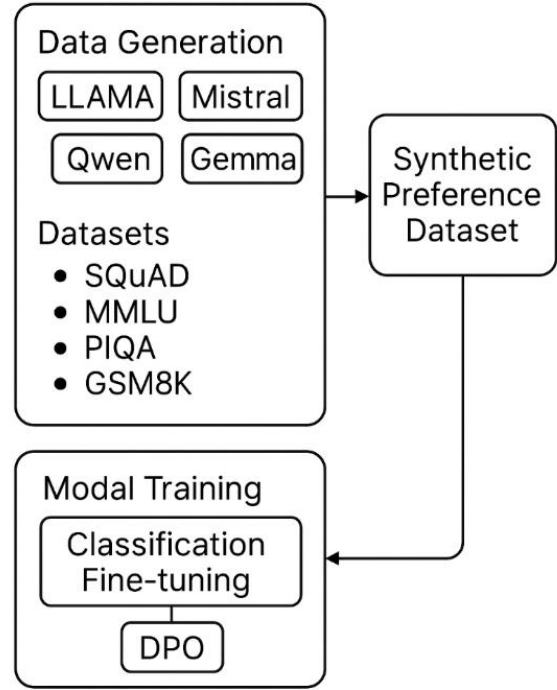 Data Generation
LLAMA Mistral
Qwen Gemma
Datasets
• SQuAD
• MMLU
• PIQA
• GSM8K
Synthetic
Preference
Dataset
Modal Training
Classification
Fine-tuning
DPO